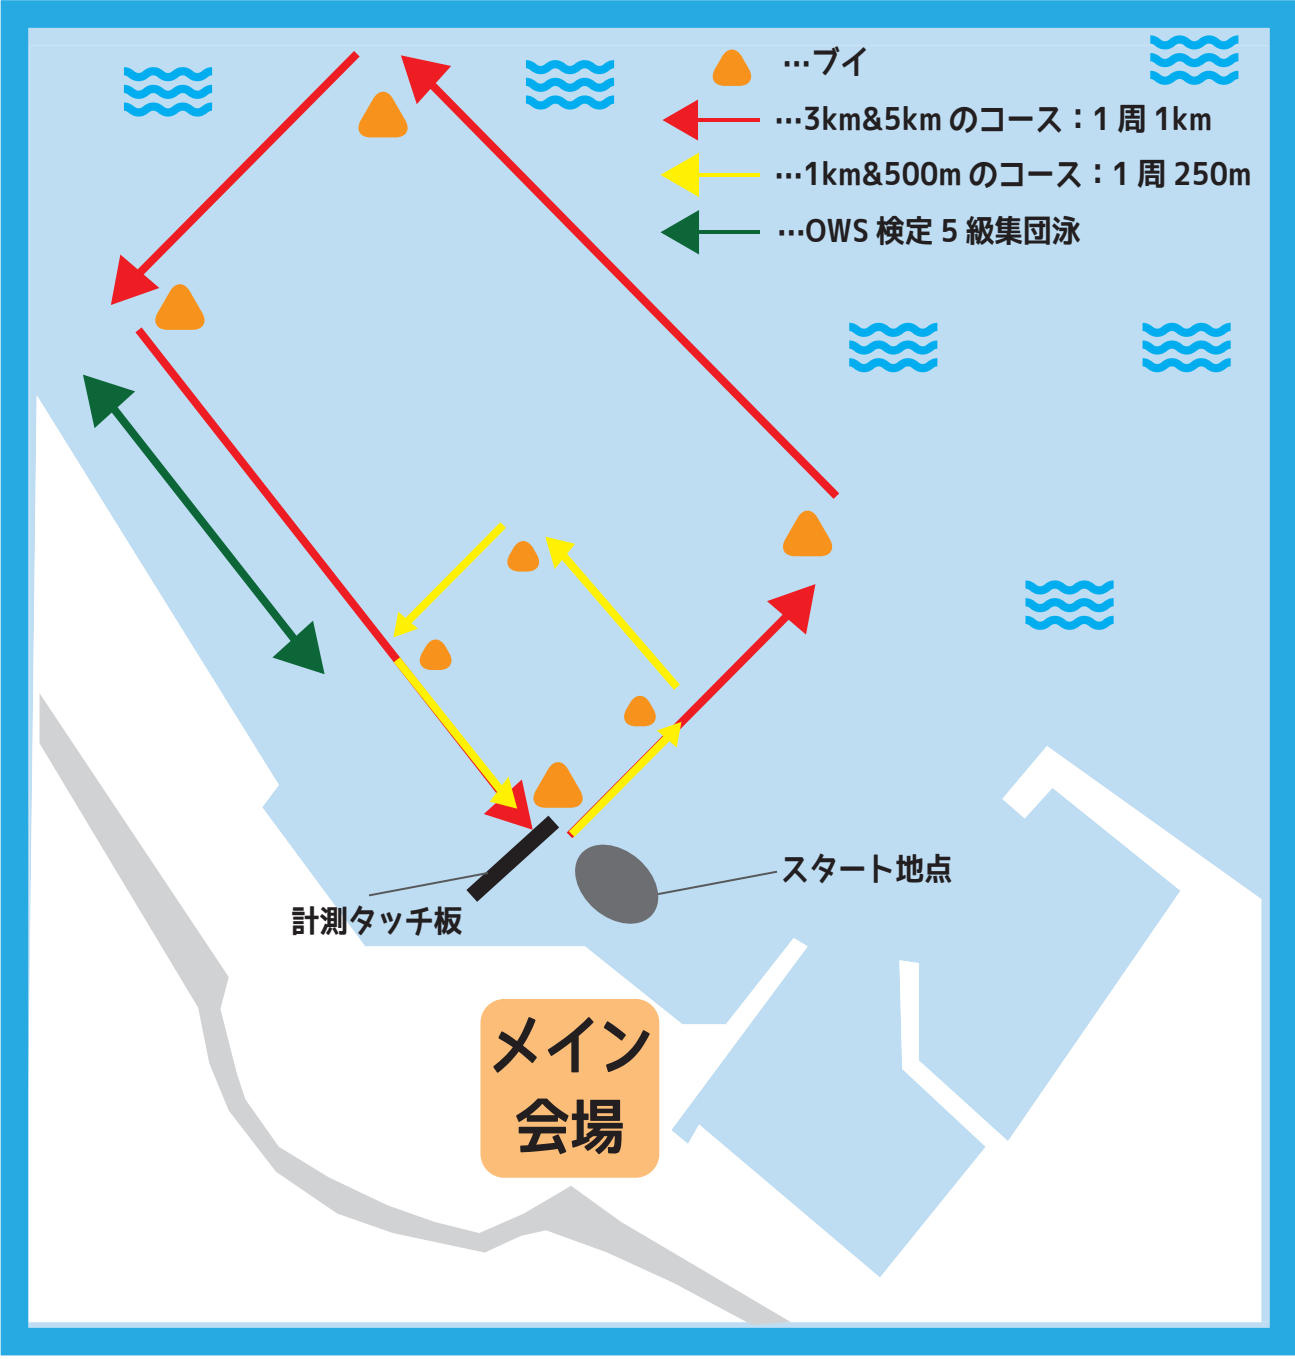 …ブイ
…3km&5km のコース：1 周 1km
…1km&500m のコース：1 周 250m
…OWS 検定 5 級集団泳
スタート地点
計測タッチ板
メイン
会場